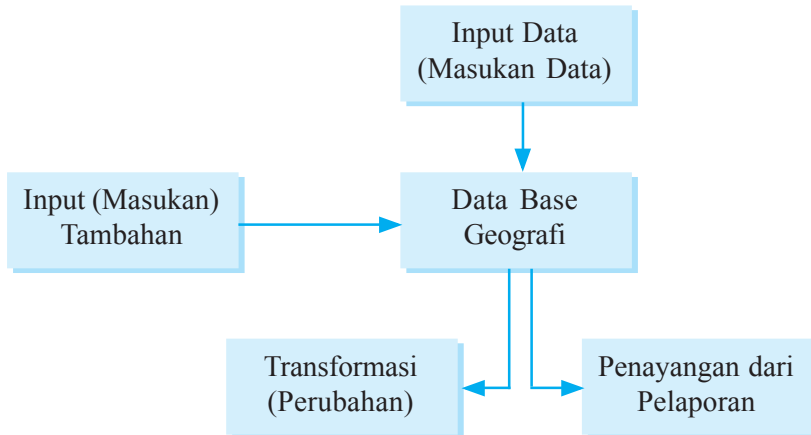 Input Data
(Masukan Data)
Input (Masukan)
Tambahan
Data Base
Geografi
Transformasi
(Perubahan)
Penayangan dari
Pelaporan